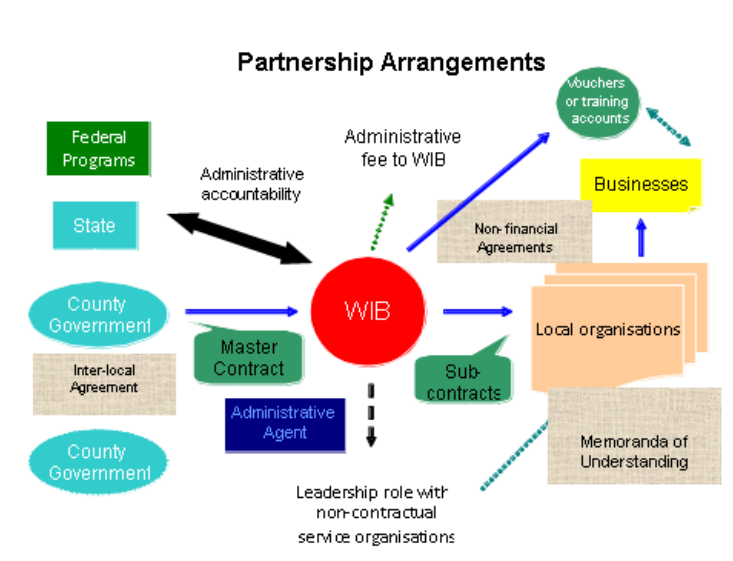 Partnership Arrangements
Vouchers
or training
accounts
Federal
Programs
Administrative
fee to WIB
Administrative
accountability
Businesses
State
Non-financial
Agreements
County
Government
WIB
Local organisations
Master
Contract
Inter-local
Agreement
Sub-
contracts
Administrative
Agent
County
Government
Memoranda of
Understanding
Leadership role with
non-contractual
service organisations